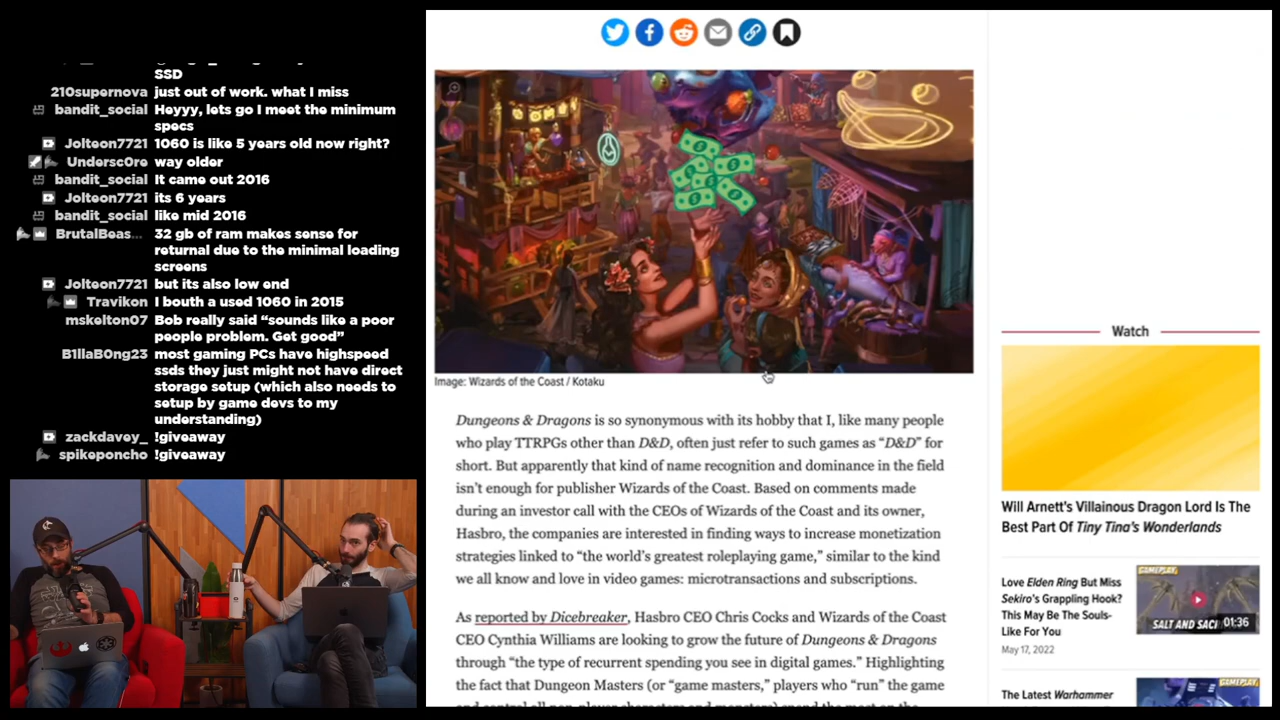 SSD
210supernova just out of work. what I miss
bandit_social Heyyy, lets go I meet the minimum
specs
Jolteon7721 1060 is like 5 years old now right?
Undersc0re way older
bandit_social It came out 2016
Jolteon7721 its 6 years
bandit_social like mid 2016
BrutalBeas... 32 gb of ram makes sense for
returnal due to the minimal loading
screens
Jolteon7721 but its also low end
Travikon I bouth a used 1060 in 2015
mskelton07 Bob really said “sounds like a poor
people problem. Get good”
B1llaB0ng23 most gaming PCs have highspeed
ssds they just might not have direct
storage setup (which also needs to
setup by game devs to my
understanding)
zackdavey_ !giveaway
spikeponcho !giveaway
Image: Wizards of the Coast / Kotaku
Dungeons & Dragons is so synonymous with its hobby that I, like many people
who play TTRPGs other than D&D, often just refer to such games as “D&D” for
short. But apparently that kind of name recognition and dominance in the field
isn’t enough for publisher Wizards of the Coast. Based on comments made
during an investor call with the CEOs of Wizards of the Coast and its owner,
Hasbro, the companies are interested in finding ways to increase monetization
strategies linked to “the world’s greatest roleplaying game,” similar to the kind
we all know and love in video games: microtransactions and subscriptions.
As reported by Dicebreaker, Hasbro CEO Chris Cocks and Wizards of the Coast
CEO Cynthia Williams are looking to grow the future of Dungeons & Dragons
through “the type of recurrent spending you see in digital games.” Highlighting
the fact that Dungeon Masters (or “game masters,” players who “run” the game
Watch
Will Arnett's Villainous Dragon Lord Is The
Best Part Of Tiny Tina's Wonderlands
Love Elden Ring But Miss
Sekiro's Grappling Hook?
This May Be The Souls-
Like For You
May 17, 2022
GAMEPLAY
SALT AND SACI
01:36
The Latest Warhammer
GAMEPLAY